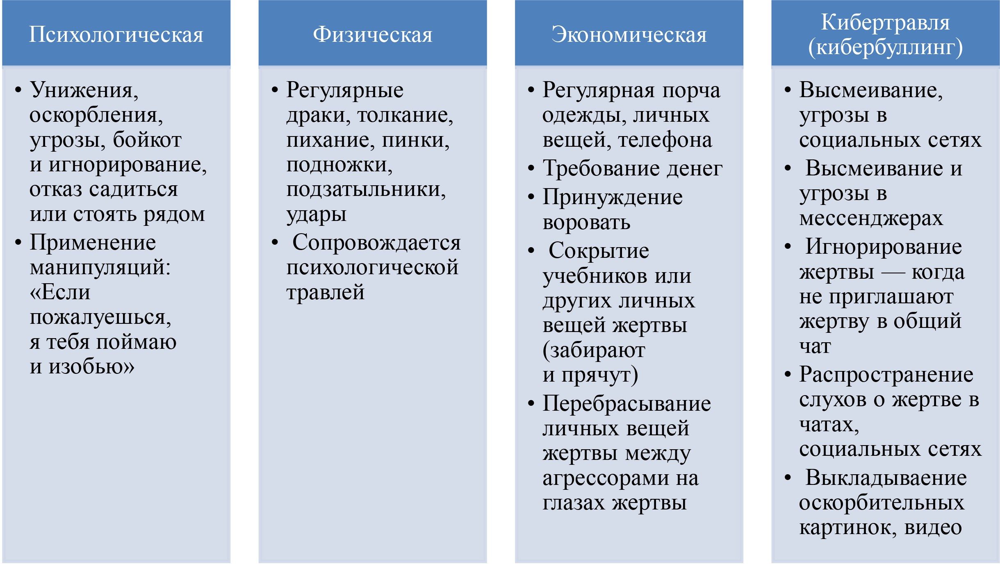 Психологическая
• Унижения,
оскорбления,
угрозы, бойкот
и игнорирование,
отказ садиться
или стоять рядом
• Применение
манипуляций:
«Если
пожалуешься,
я тебя поймаю
и изобью»
Физическая
• Регулярные
драки, толкание,
пихание, пинки,
подножки,
подзатыльники,
удары
• Сопровождается
психологической
травлей
Экономическая
• Регулярная порча
одежды, личных
вещей, телефона
• Требование денег
• Принуждение
воровать
• Сокрытие
учебников или
других личных
вещей жертвы
(забирают
и прячут)
• Перебрасывание
личных вещей
жертвы между
агрессорами на
глазах жертвы
Кибертравля
(кибербуллинг)
• Высмеивание,
угрозы в
социальных сетях
• Высмеивание и
угрозы в
мессенджерах
• Игнорирование
жертвы — когда
не приглашают
жертву в общий
чат
• Распространение
слухов о жертве в
чатах,
социальных сетях
• Выкладываение
оскорбительных
картинок, видео